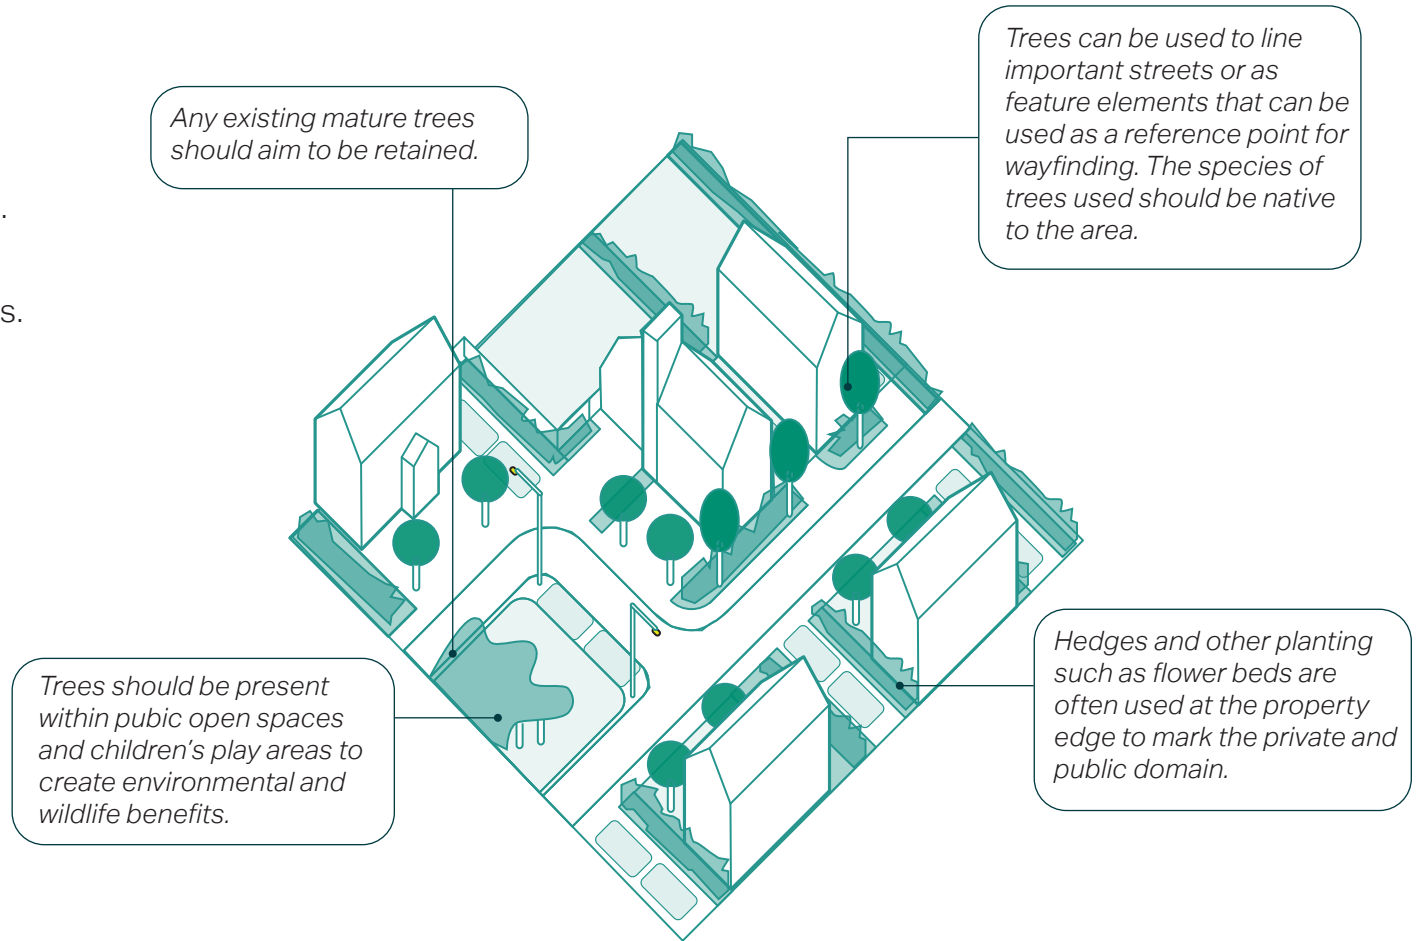 Any existing mature trees
should aim to be retained.
Trees can be used to line
important streets or as
feature elements that can be
used as a reference point for
wayfinding. The species of
trees used should be native
to the area.
.
s.
Trees should be present
within pubic open spaces
and children's play areas to
create environmental and
wildlife benefits.
Hedges and other planting
such as flower beds are
often used at the property
edge to mark the private and
public domain.